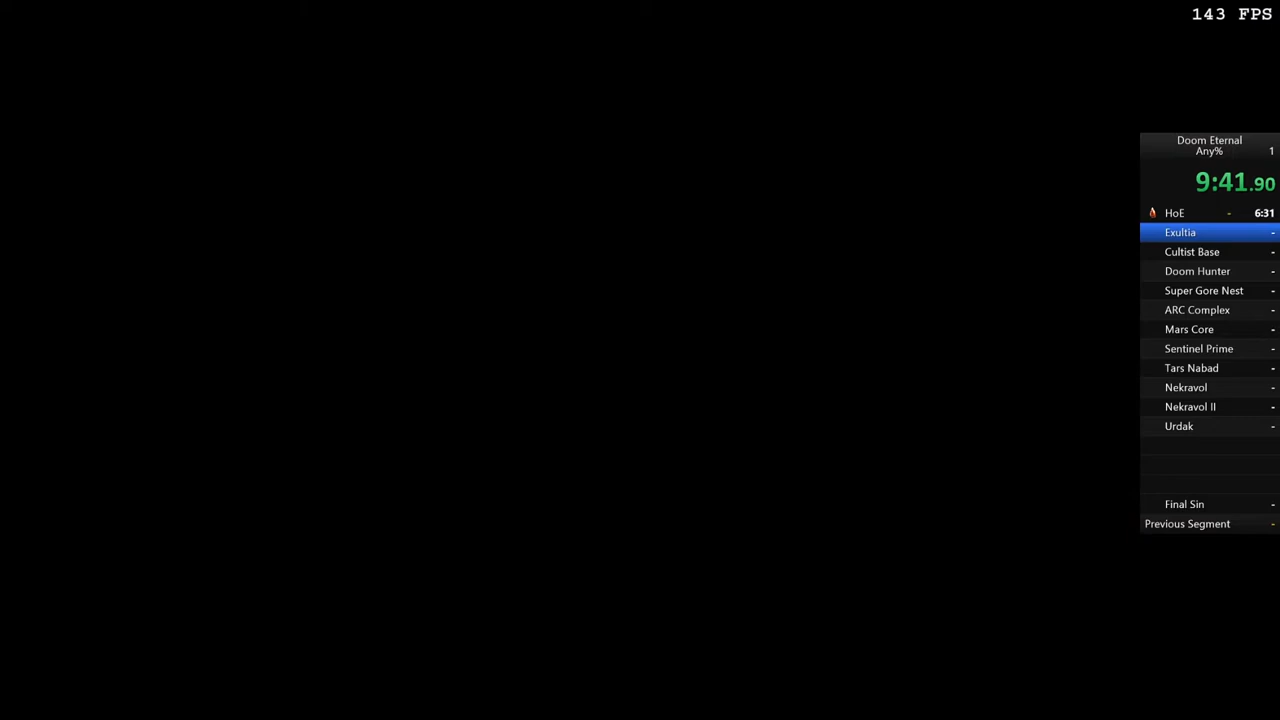 143 FPS
Doom Eternal
Any% 1
9:41.90
HoE - 6:31
Exultia -
Cultist Base -
Doom Hunter -
Super Gore Nest -
ARC Complex -
Mars Core -
Sentinel Prime -
Tars Nabad -
Nekravol -
Nekravol II -
Urdak -
Final Sin -
Previous Segment -